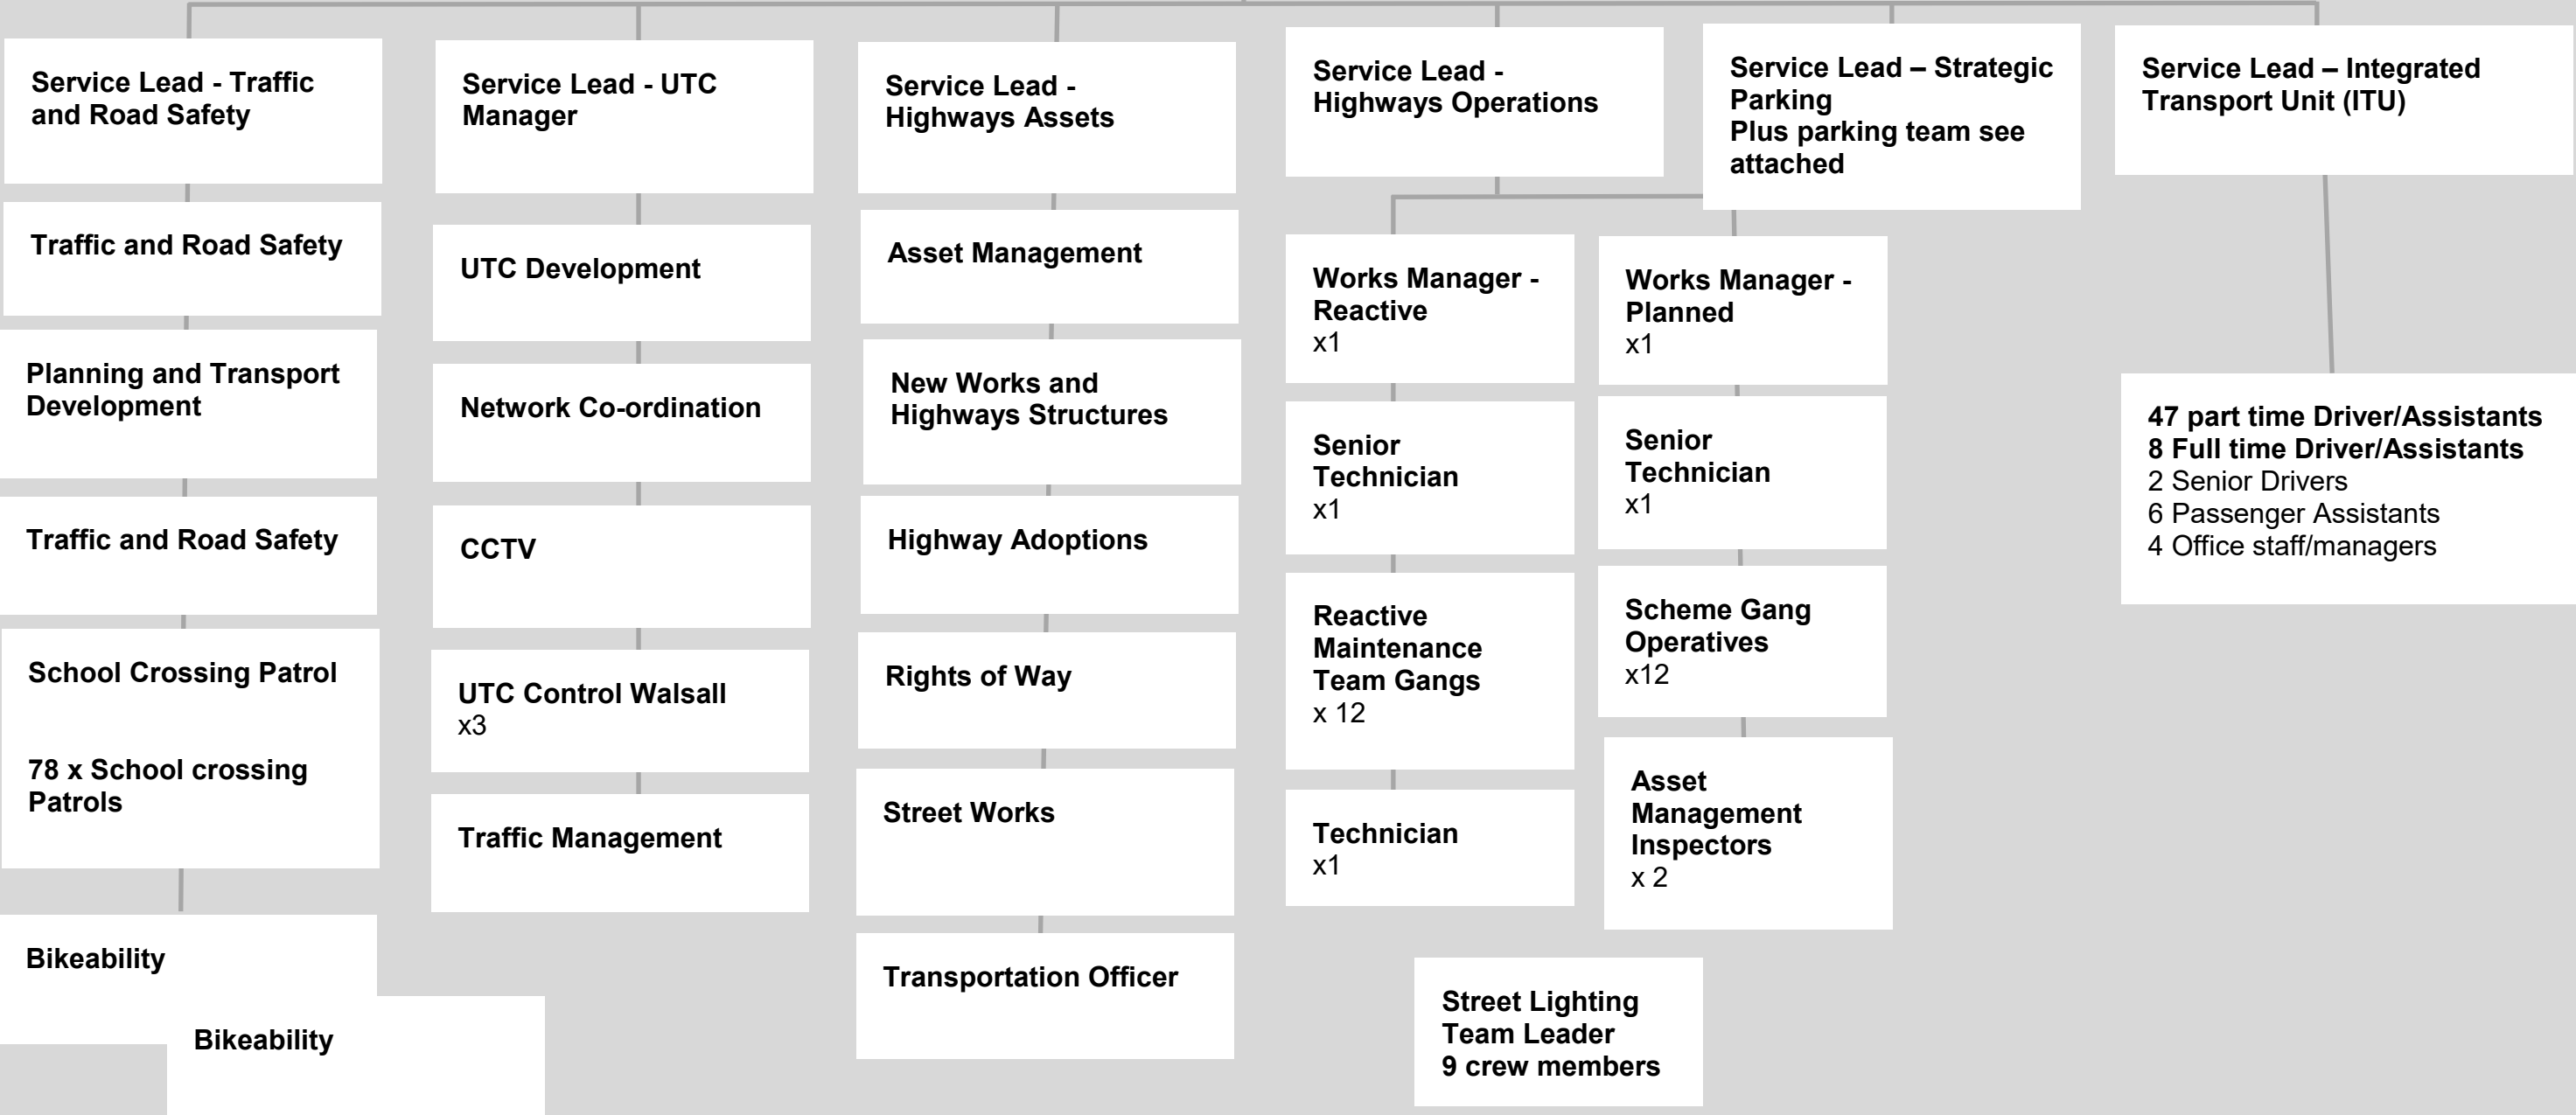 Service Lead - Traffic
and Road Safety
Traffic and Road Safety
Planning and Transport
Development
Traffic and Road Safety
School Crossing Patrol
78 x School crossing
Patrols
Bikeability
Bikeability
Service Lead - UTC
Manager
UTC Development
Network Co-ordination
CCTV
UTC Control Walsall
x3
Traffic Management
Service Lead -
Highways Assets
Asset Management
New Works and
Highways Structures
Highway Adoptions
Rights of Way
Street Works
Transportation Officer
Service Lead -
Highways Operations
Works Manager -
Reactive
x1
Senior
Technician
x1
Reactive
Maintenance
Team Gangs
x 12
Technician
x1
Works Manager -
Planned
x1
Senior
Technician
x1
Scheme Gang
Operatives
x12
Asset
Management
Inspectors
x 2
Street Lighting
Team Leader
9 crew members
Service Lead – Strategic
Parking
Plus parking team see
attached
Service Lead – Integrated
Transport Unit (ITU)
47 part time Driver/Assistants
8 Full time Driver/Assistants
2 Senior Drivers
6 Passenger Assistants
4 Office staff/managers